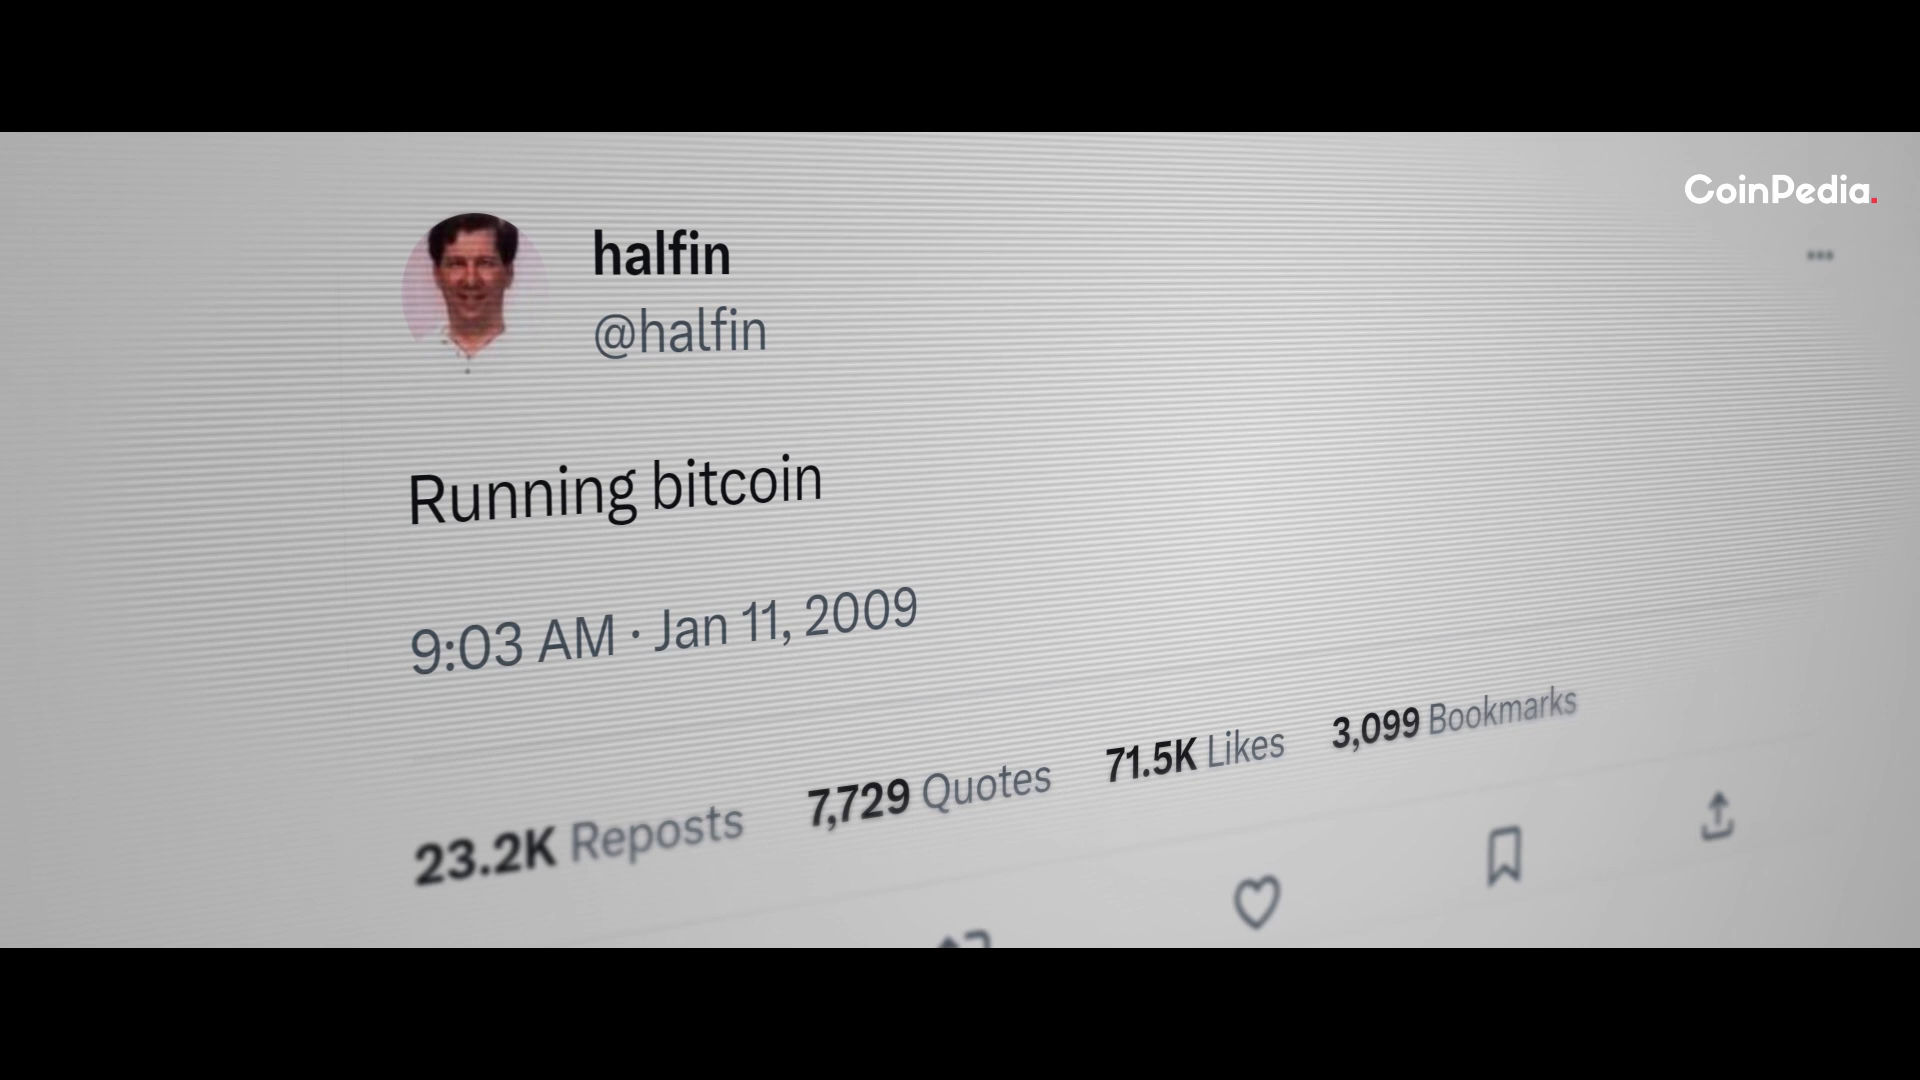 CoinPedia.
halfin
@halfin
Running bitcoin
9:03 AM · Jan 11, 2009
23.2K Reposts 7,729 Quotes 71.5K Likes 3,099 Bookmarks